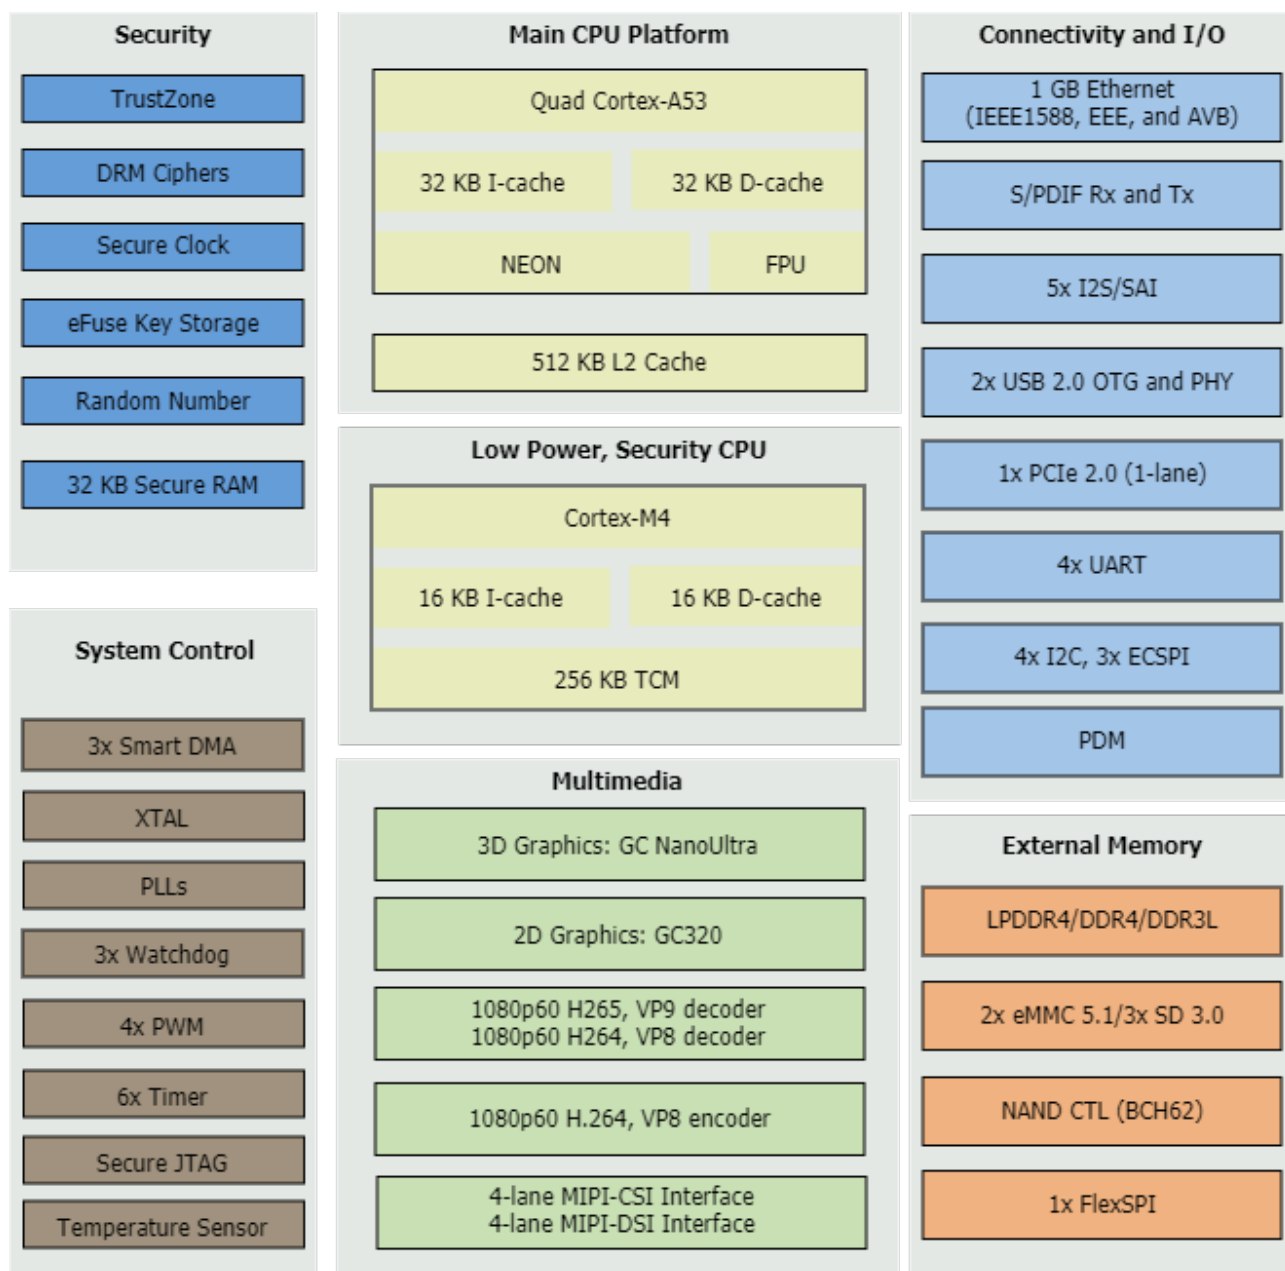 Security
TrustZone
DRM Ciphers
Secure Clock
eFuse Key Storage
Random Number
32 KB Secure RAM
System Control
3x Smart DMA
XTAL
PLLs
3x Watchdog
4x PWM
6x Timer
Secure JTAG
Temperature Sensor
Main CPU Platform
Quad Cortex-A53
32 KB I-cache
32 KB D-cache
NEON
FPU
512 KB L2 Cache
Low Power, Security CPU
Cortex-M4
16 KB I-cache
16 KB D-cache
256 KB TCM
Multimedia
3D Graphics: GC NanoUltra
2D Graphics: GC320
1080p60 H265, VP9 decoder
1080p60 H264, VP8 decoder
1080p60 H.264, VP8 encoder
4-lane MIPI-CSI Interface
4-lane MIPI-DSI Interface
Connectivity and I/O
1 GB Ethernet
(IEEE1588, EEE, and AVB)
S/PDIF Rx and Tx
5x I2S/SAI
2x USB 2.0 OTG and PHY
1x PCIe 2.0 (1-lane)
4x UART
4x I2C, 3x ECSPI
PDM
External Memory
LPDDR4/DDR4/DDR3L
2x eMMC 5.1/3x SD 3.0
NAND CTL (BCH62)
1x FlexSPI